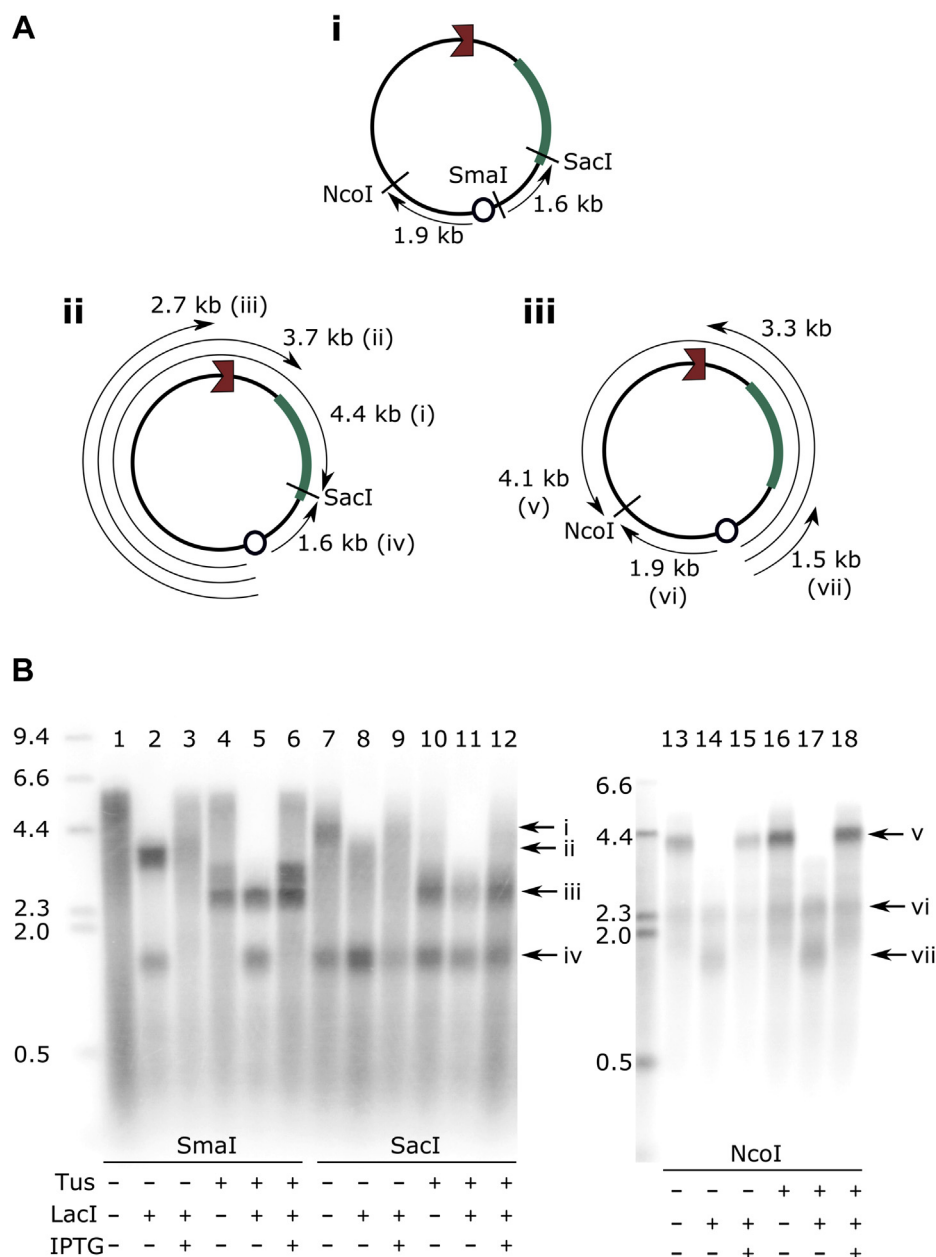 A
i
SacI
SmaI
NcoI
1.6 kb
1.9 kb
ii
2.7 kb (iii)
3.7 kb (ii)
4.4 kb (i)
SacI
1.6 kb (iv)
iii
3.3 kb
4.1 kb
(v)
NcoI
1.9 kb
(vi)
1.5 kb
(vii)
B
1 2 3 4 5 6 7 8 9 10 11 12
9.4
6.6
4.4
2.3
2.0
0.5
i
ii
iii
iv
SmaI SacI
Tus – – – + + + – – – + + +
LacI – + + – + + – + + – + +
IPTG – – + – – + – – + – – +
13 14 15 16 17 18
6.6
4.4
2.3
2.0
0.5
v
vi
vii
NcoI
– – – + + +
– + + – + +
– – + – – +